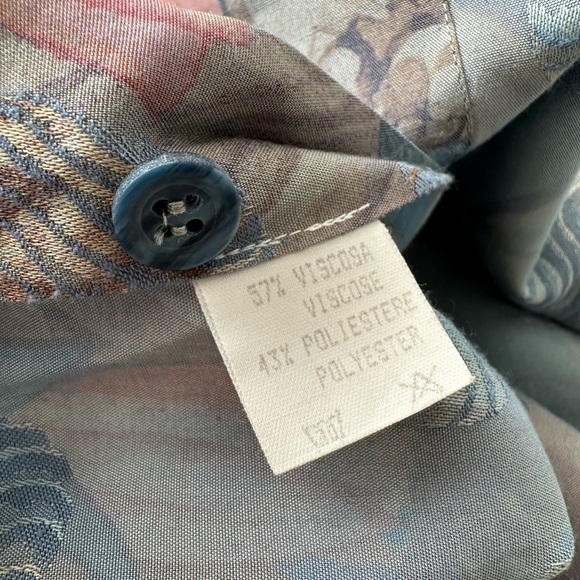 57% VISCOSA
VISCOSE
43% POLIESTERE
POLYESTER